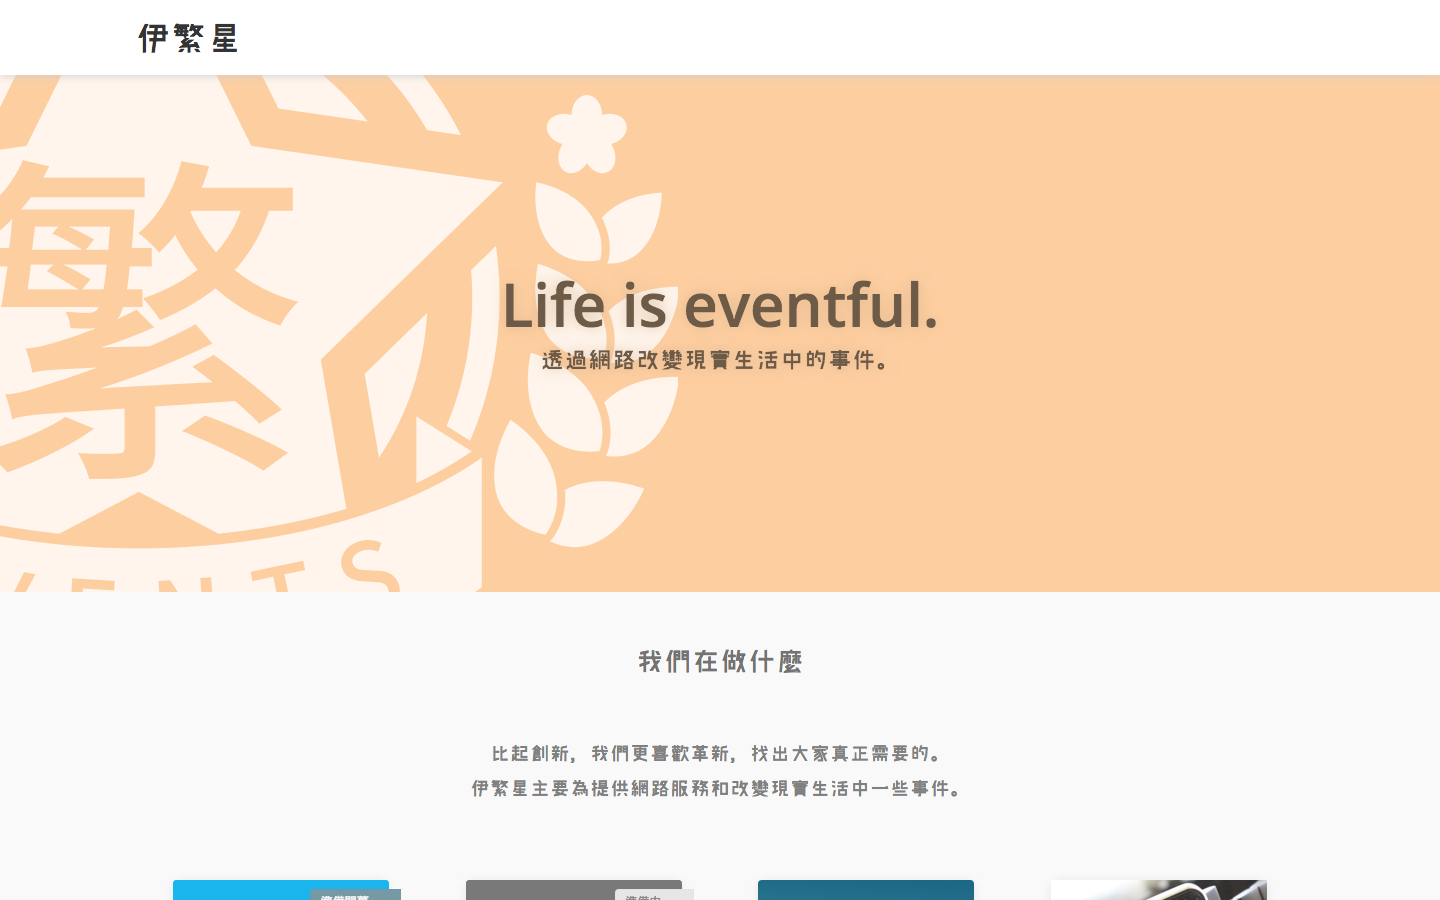 伊繁星
繁
Life is eventful.
透過網路改變現實生活中的事件。
ENTS
我們在做什麼
比起創新，我們更喜歡革新，找出大家真正需要的。
伊繁星主要為提供網路服務和改變現實生活中一些事件。